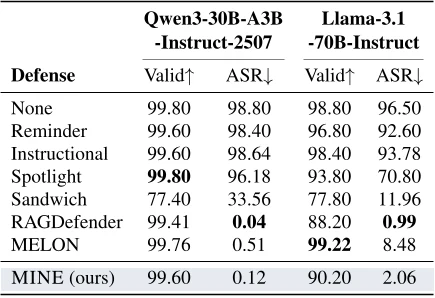 Qwen3-30B-A3B Llama-3.1
-Instruct-2507 -70B-Instruct
Defense Valid↑ ASR↓ Valid↑ ASR↓
None 99.80 98.80 98.80 96.50
Reminder 99.60 98.40 96.80 92.60
Instructional 99.60 98.64 98.40 93.78
Spotlight 99.80 96.18 93.80 70.80
Sandwich 77.40 33.56 77.80 11.96
RAGDefender 99.41 0.04 88.20 0.99
MELON 99.76 0.51 99.22 8.48
MINE (ours) 99.60 0.12 90.20 2.06